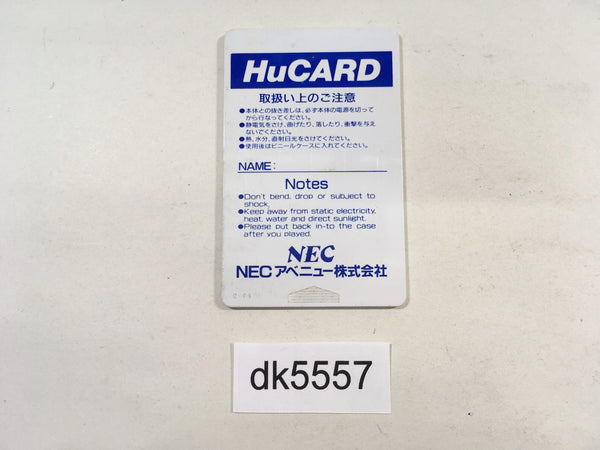 HuCARD
取扱い上のご注意
●本体との抜き差しは、必ず本体の電源を切って
から行なってください。
●静電気をさけ、曲げたり、落したり、衝撃を与え
ないでください。
●熱、水分、直射日光をさけてください。
●使用後はビニールケースに入れてください。
NAME:
Notes
●Don't bend, drop or subject to
shock.
●Keep away from static electricity,
heat, water and direct sunlight.
●Please put back in-to the case
after you played.
NEC
NECアベニュー株式会社
dk5557